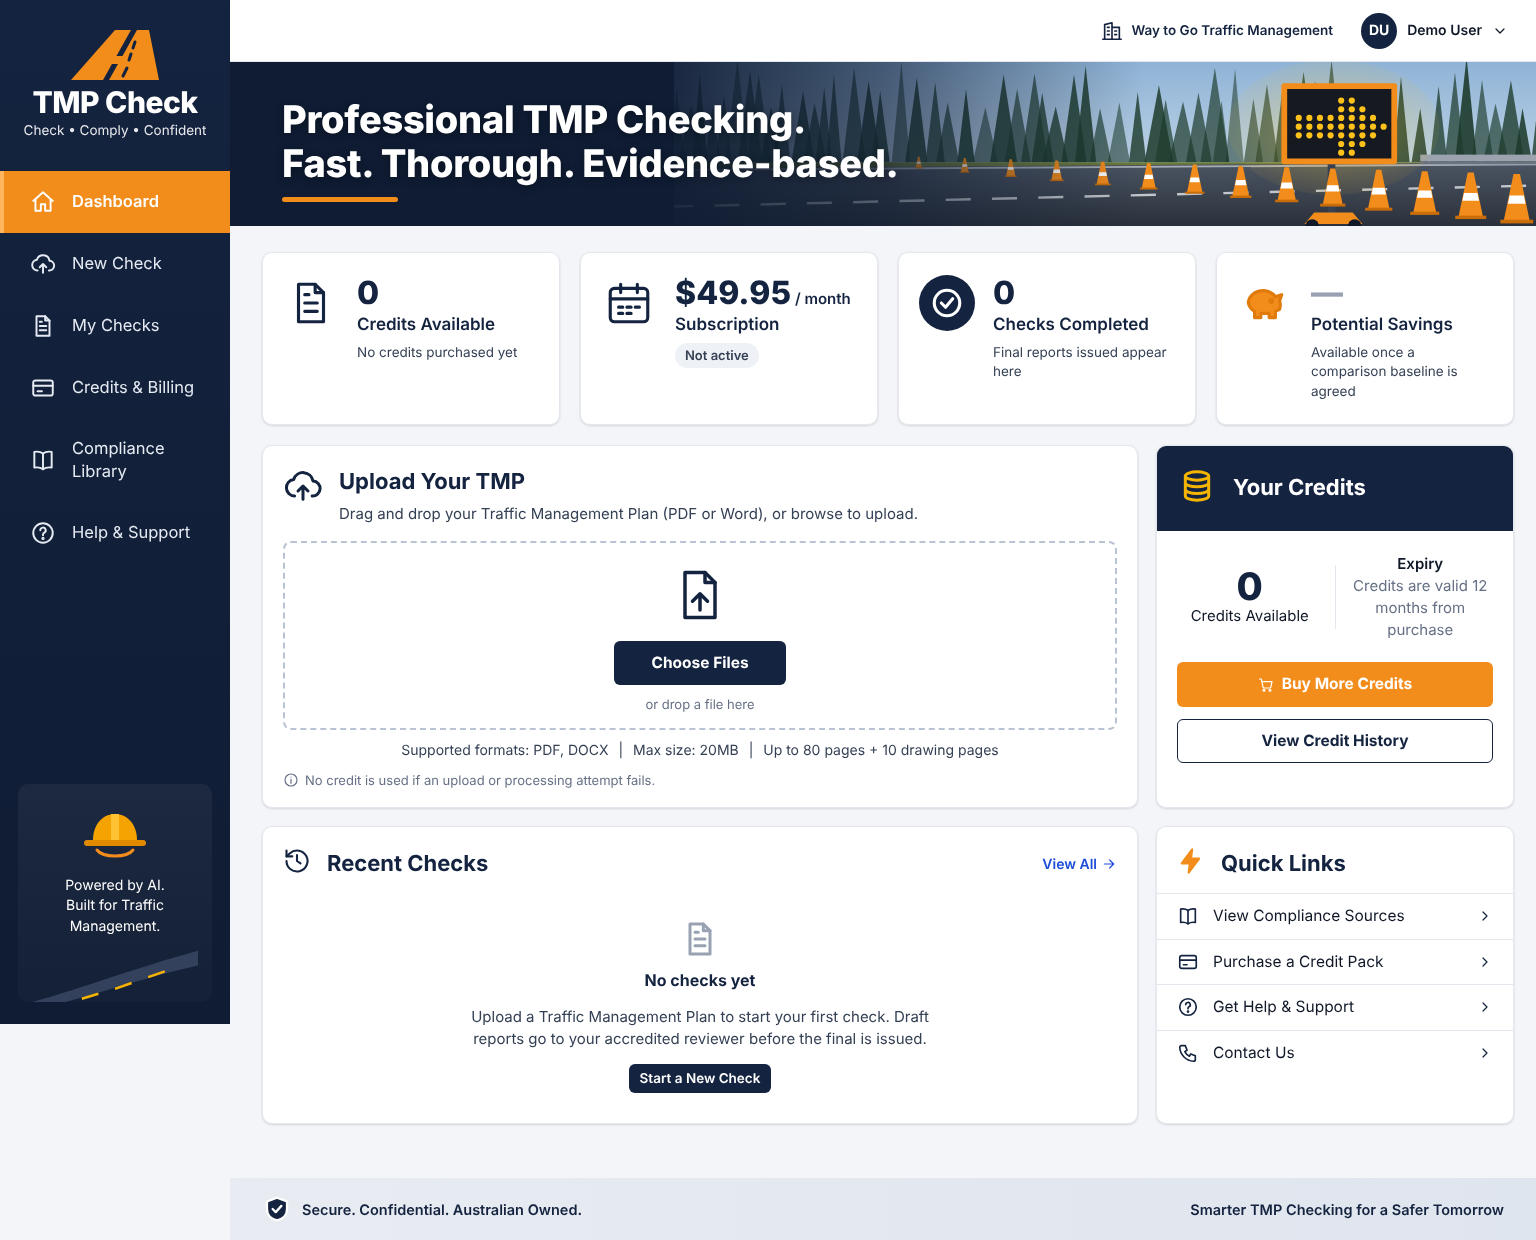 Way to Go Traffic Management
DU
Demo User
TMP Check
Check • Comply • Confident
Dashboard
New Check
My Checks
Credits & Billing
Compliance
Library
Help & Support
Powered by AI.
Built for Traffic
Management.
Professional TMP Checking.
Fast. Thorough. Evidence-based.
0
Credits Available
No credits purchased yet
$49.95 / month
Subscription
Not active
0
Checks Completed
Final reports issued appear
here
—
Potential Savings
Available once a
comparison baseline is
agreed
Upload Your TMP
Drag and drop your Traffic Management Plan (PDF or Word), or browse to upload.
Choose Files
or drop a file here
Supported formats: PDF, DOCX | Max size: 20MB | Up to 80 pages + 10 drawing pages
No credit is used if an upload or processing attempt fails.
Your Credits
0
Credits Available
Expiry
Credits are valid 12
months from
purchase
Buy More Credits
View Credit History
Recent Checks
View All →
No checks yet
Upload a Traffic Management Plan to start your first check. Draft
reports go to your accredited reviewer before the final is issued.
Start a New Check
Quick Links
View Compliance Sources
Purchase a Credit Pack
Get Help & Support
Contact Us
Secure. Confidential. Australian Owned.
Smarter TMP Checking for a Safer Tomorrow